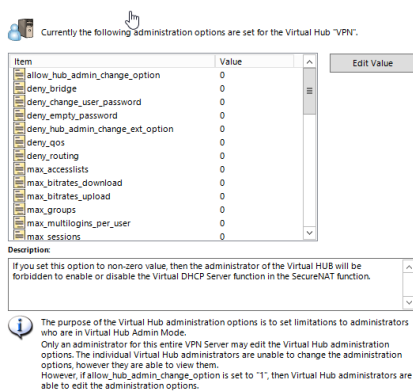 Currently the following administration options are set for the Virtual Hub "VPN".
Item Value
Edit Value
allow_hub_admin_change_option 0
deny_bridge 0
deny_change_user_password 0
deny_empty_password 0
deny_hub_admin_change_ext_option 0
deny_qos 0
deny_routing 0
max_accesslists 0
max_bitrates_download 0
max_bitrates_upload 0
max_groups 0
max_multilogins_per_user 0
max_sessions 0
Description:
If you set this option to non-zero value, then the administrator of the Virtual HUB will be
forbidden to enable or disable the Virtual DHCP Server function in the SecureNAT function.
The purpose of the Virtual Hub administration options is to set limitations to administrators
who are in Virtual Hub Admin Mode.
Only an administrator for this entire VPN Server may edit the Virtual Hub administration
options. The individual Virtual Hub administrators are unable to change the administration
options, however they are able to view them.
However, if allow_hub_admin_change_option is set to "1", then Virtual Hub administrators are
able to edit the administration options.